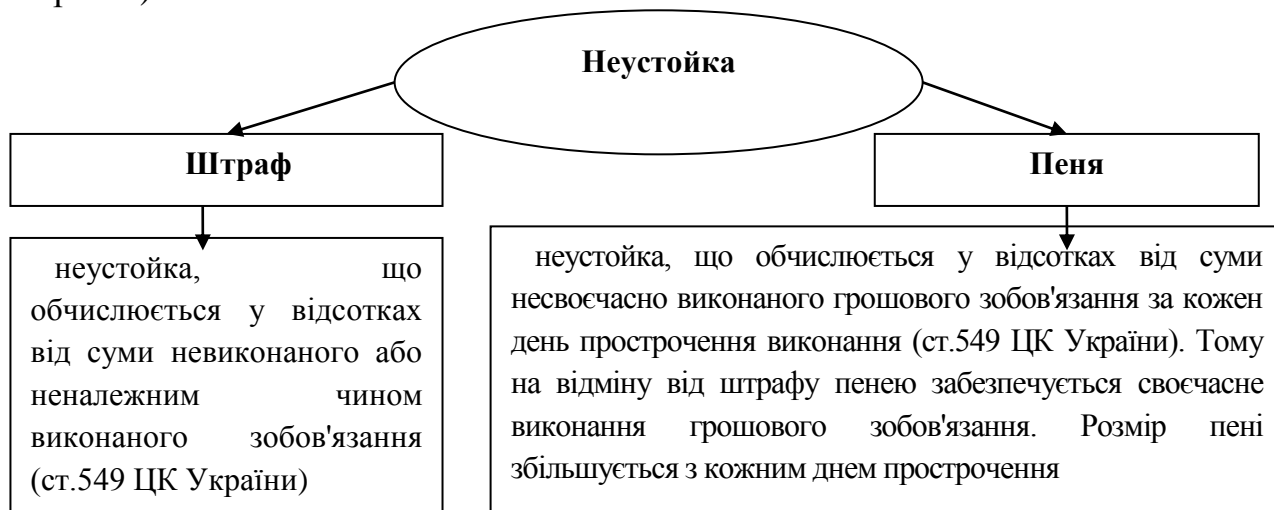 Неустойка
Штраф
Пеня
неустойка, що
обчислюється у відсотках
від суми невиконаного або
неналежним чином
виконаного зобов'язання
(ст.549 ЦК України)
неустойка, що обчислюється у відсотках від суми
несвоєчасно виконаного грошового зобов'язання за кожен
день прострочення виконання (ст.549 ЦК України). Тому
на відміну від штрафу пенею забезпечується своєчасне
виконання грошового зобов'язання. Розмір пені
збільшується з кожним днем прострочення